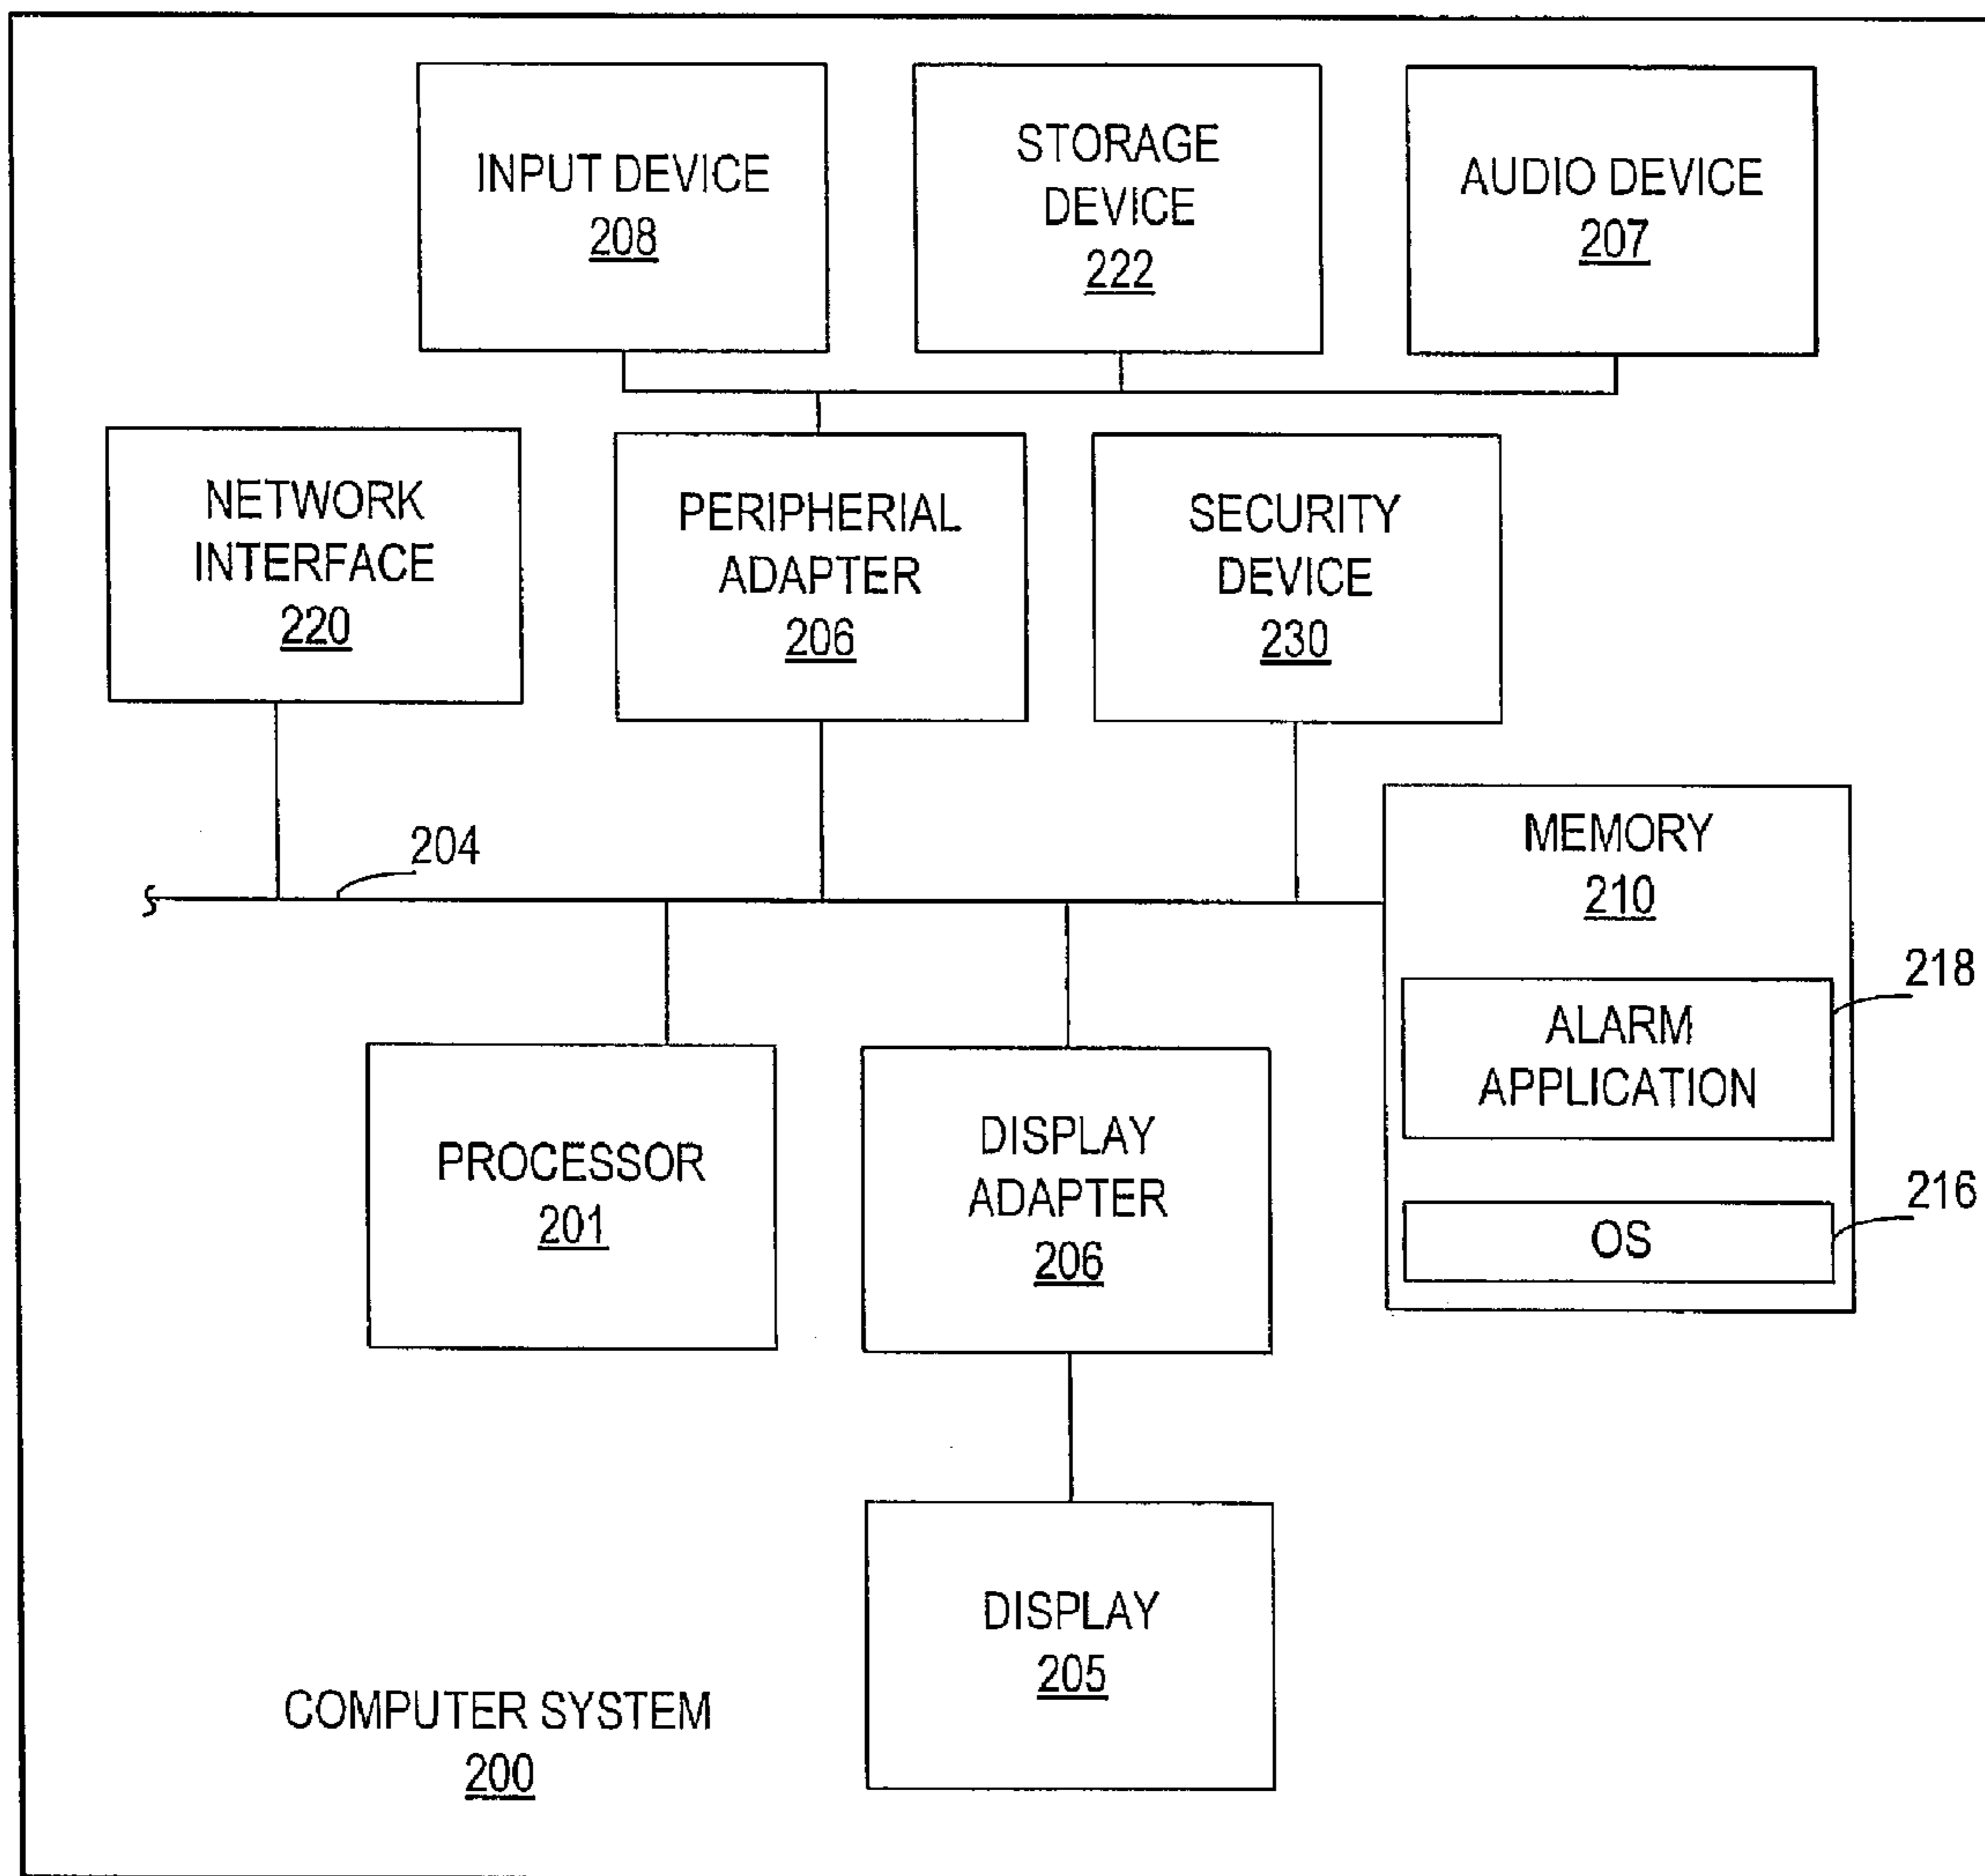 INPUT DEVICE
208
STORAGE
DEVICE
222
AUDIO DEVICE
207
NETWORK
INTERFACE
220
PERIPHERIAL
ADAPTER
206
SECURITY
DEVICE
230
204
MEMORY
210
218
ALARM
APPLICATION
216
OS
PROCESSOR
201
DISPLAY
ADAPTER
206
DISPLAY
205
COMPUTER SYSTEM
200